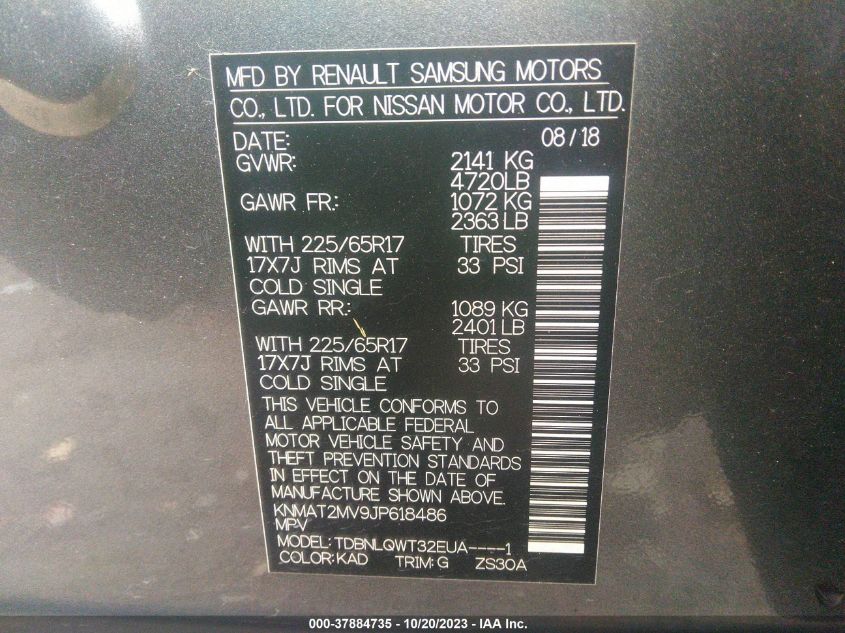 MFD BY RENAULT SAMSUNG MOTORS
CO., LTD. FOR NISSAN MOTOR CO., LTD.
DATE: 08/18
GVWR: 2141 KG
4720LB
GAWR FR.: 1072 KG
2363 LB
WITH 225/65R17 TIRES
17X7J RIMS AT 33 PSI
COLD SINGLE
GAWR RR.: 1089 KG
2401 LB
WITH 225/65R17 TIRES
17X7J RIMS AT 33 PSI
COLD SINGLE
THIS VEHICLE CONFORMS TO
ALL APPLICABLE FEDERAL
MOTOR VEHICLE SAFETY AND
THEFT PREVENTION STANDARDS
IN EFFECT ON THE DATE OF
MANUFACTURE SHOWN ABOVE.
KNMAT2MV9JP618486
MPV
MODEL: TDBNLQWT32EUA----1
COLOR:KAD TRIM:G ZS30A
000-37884735 - 10/20/2023 - IAA Inc.